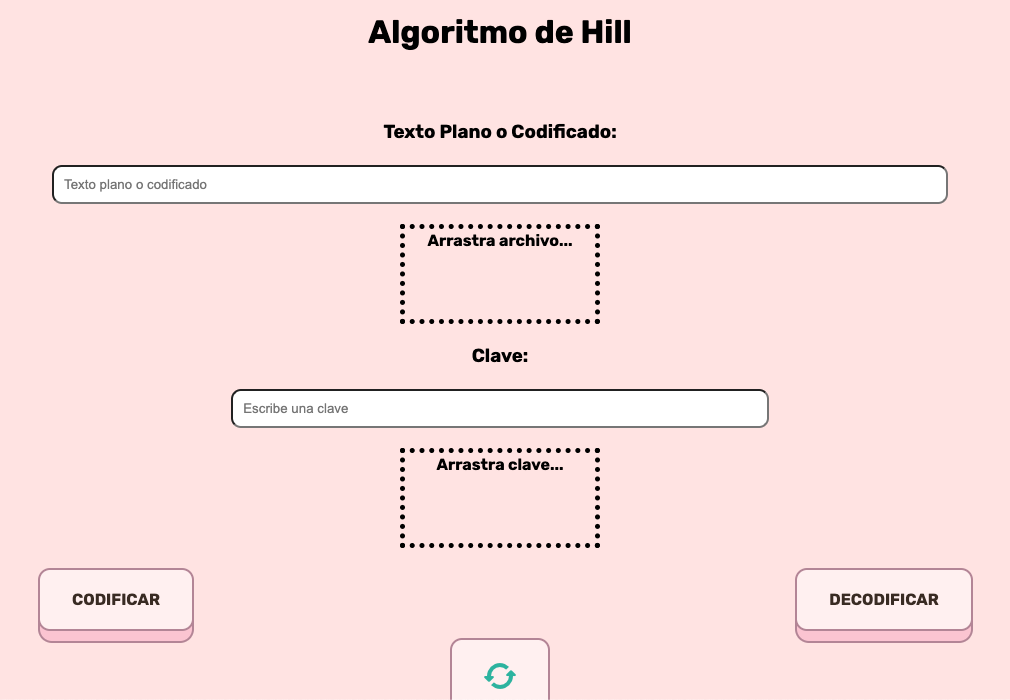 Algoritmo de Hill
Texto Plano o Codificado:
Texto plano o codificado
Arrastra archivo...
Clave:
Escribe una clave
Arrastra clave...
CODIFICAR
DECODIFICAR